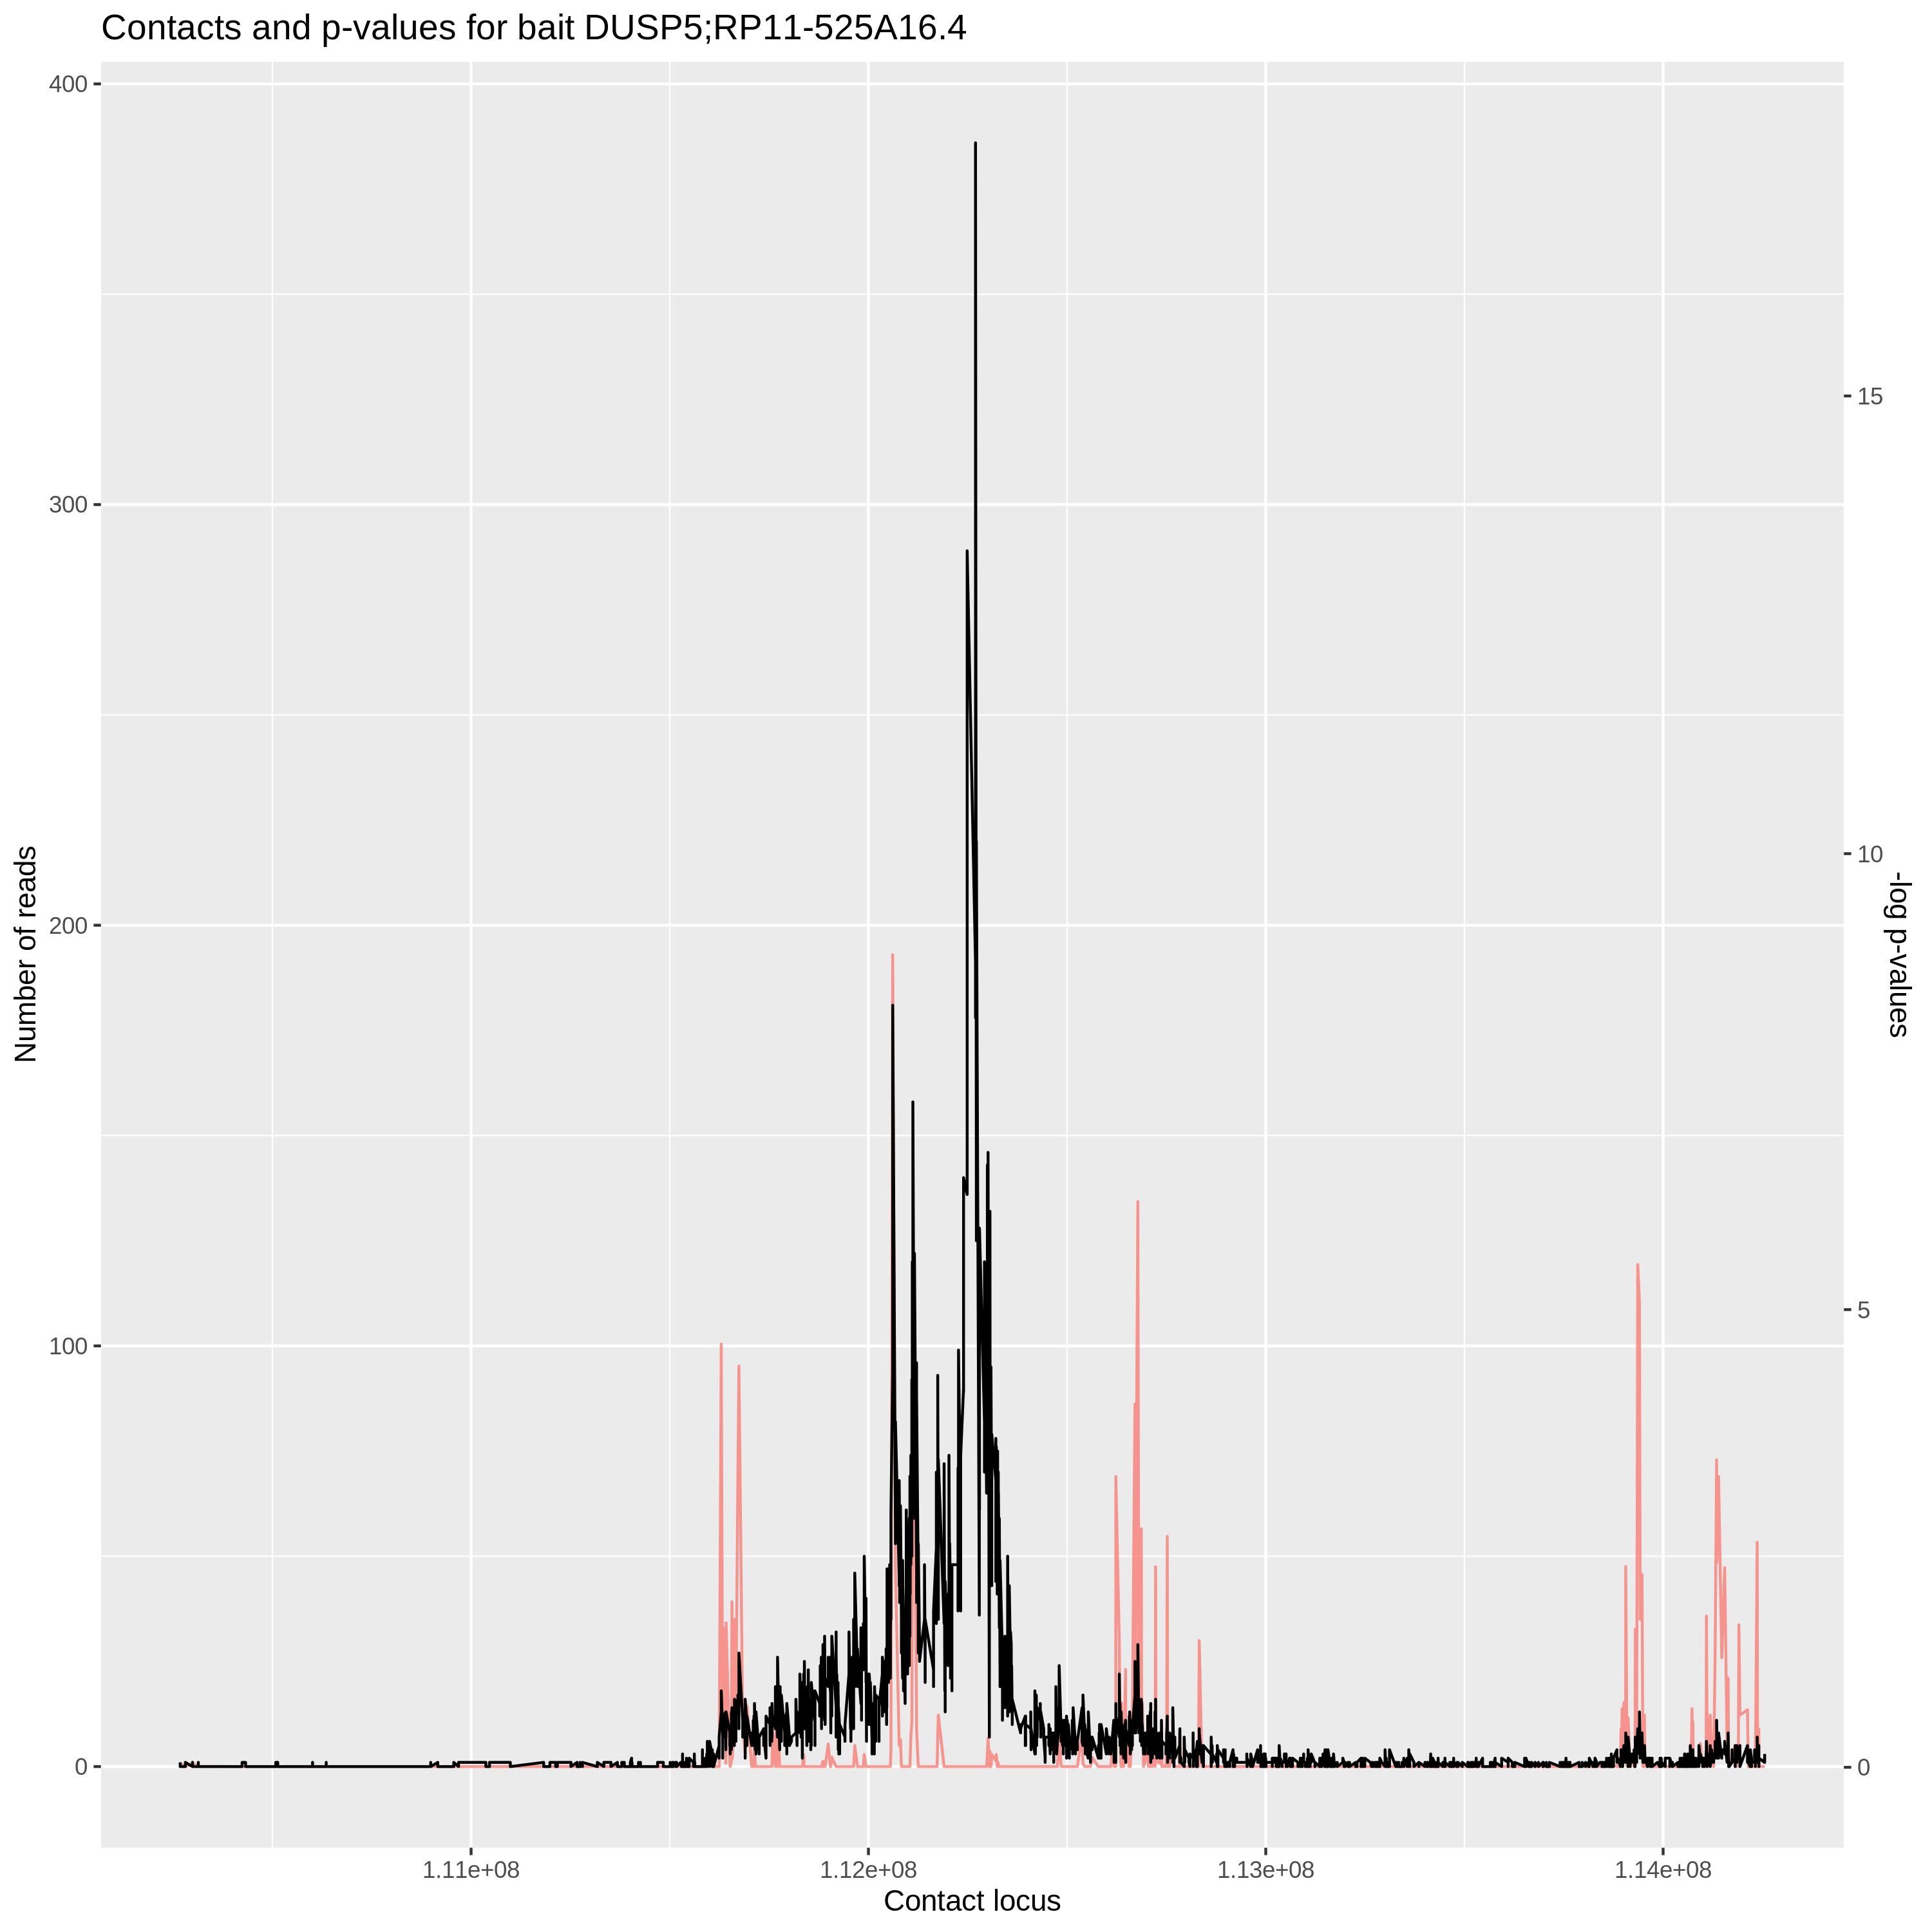 Contacts and p-values for bait DUSP5;RP11-525A16.4
400
300
200
100
0
Number of reads
15
10
5
0
-log p-values
1.11e+08
1.12e+08
1.13e+08
1.14e+08
Contact locus